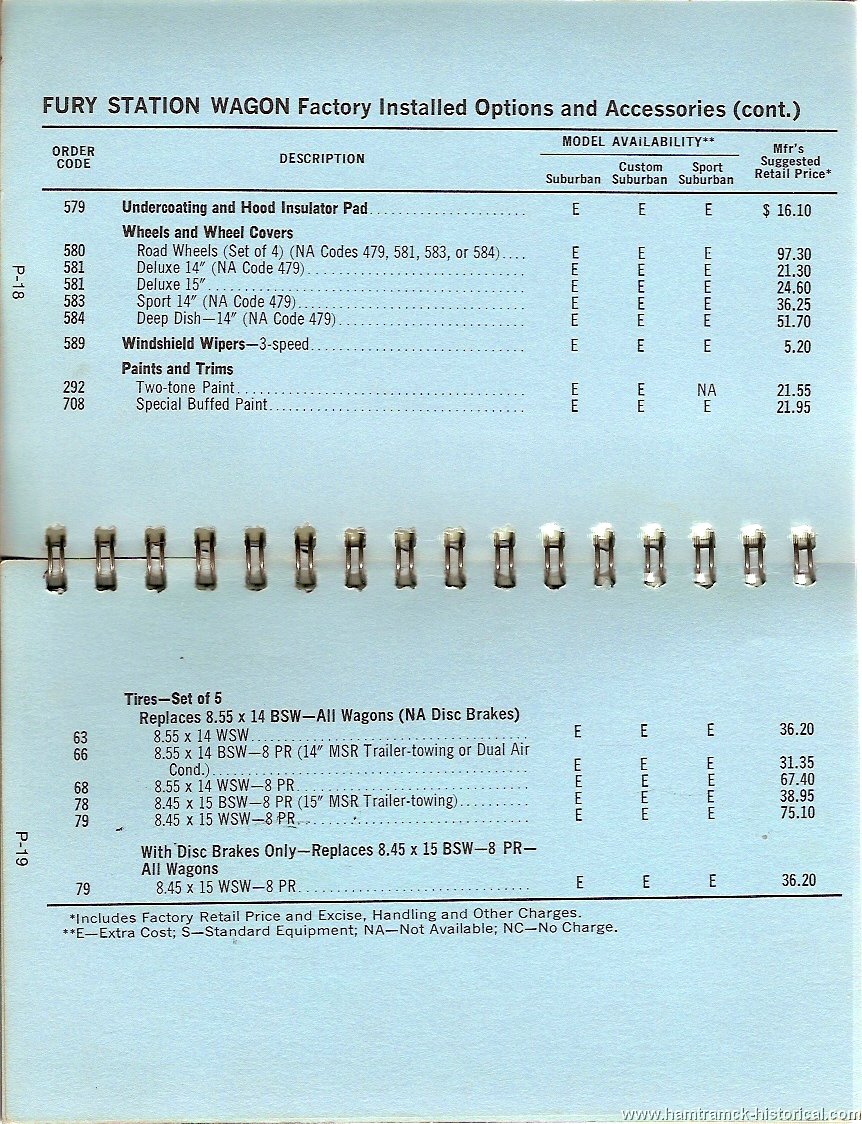 FURY STATION WAGON Factory Installed Options and Accessories (cont.)
ORDER CODE DESCRIPTION MODEL AVAILABILITY** Mfr's Suggested Retail Price*
Suburban Custom Suburban Sport Suburban
579 Undercoating and Hood Insulator Pad E E E $ 16.10
Wheels and Wheel Covers
580 Road Wheels (Set of 4) (NA Codes 479, 581, 583, or 584) E E E 97.30
581 Deluxe 14" (NA Code 479) E E E 21.30
581 Deluxe 15" E E E 24.60
583 Sport 14" (NA Code 479) E E E 36.25
584 Deep Dish—14" (NA Code 479) E E E 51.70
589 Windshield Wipers—3-speed E E E 5.20
Paints and Trims
292 Two-tone Paint E E NA 21.55
708 Special Buffed Paint E E E 21.95
P-18
Tires—Set of 5
Replaces 8.55 x 14 BSW—All Wagons (NA Disc Brakes)
63 8.55 x 14 WSW E E E 36.20
66 8.55 x 14 BSW—8 PR (14" MSR Trailer-towing or Dual Air
Cond.) E E E 31.35
68 8.55 x 14 WSW—8 PR E E E 67.40
78 8.45 x 15 BSW—8 PR (15" MSR Trailer-towing) E E E 38.95
79 8.45 x 15 WSW—8 PR E E E 75.10
With Disc Brakes Only—Replaces 8.45 x 15 BSW—8 PR—
All Wagons
79 8.45 x 15 WSW—8 PR E E E 36.20
P-19
*Includes Factory Retail Price and Excise, Handling and Other Charges.
**E—Extra Cost; S—Standard Equipment; NA—Not Available; NC—No Charge.
www.hamtramck-historical.com